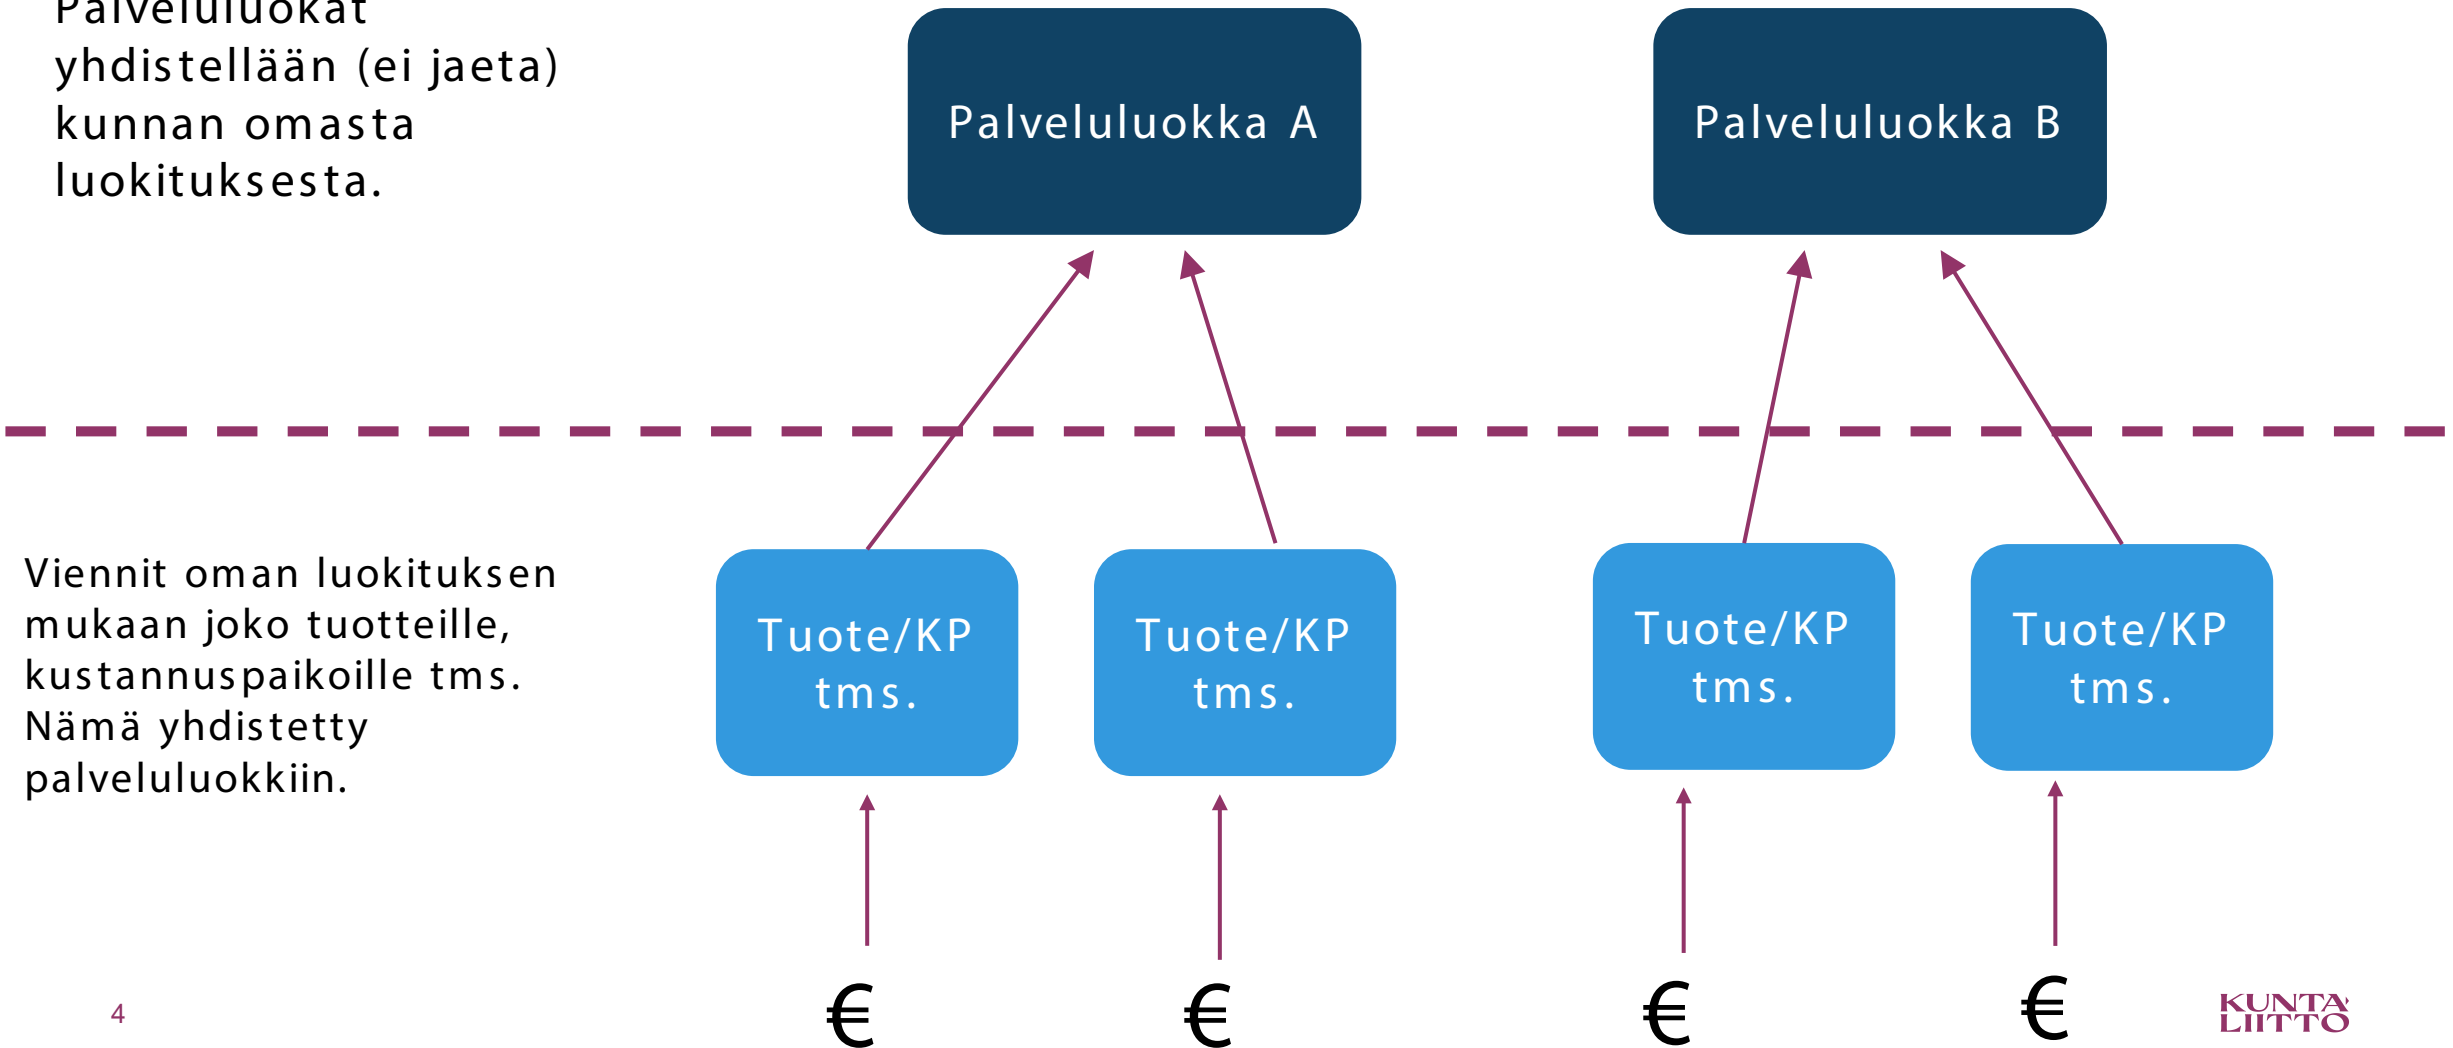 Palveluluokat
yhdistellään (ei jaeta)
kunnan omasta
luokituksesta.
Palveluluokka A
Palveluluokka B
Viennit oman luokituksen
mukaan joko tuotteille,
kustannuspaikoille tms.
Nämä yhdistetty
palveluluokkiin.
Tuote/KP
tms.
Tuote/KP
tms.
Tuote/KP
tms.
Tuote/KP
tms.
€
€
€
€
4
KUNTA
LIITTO